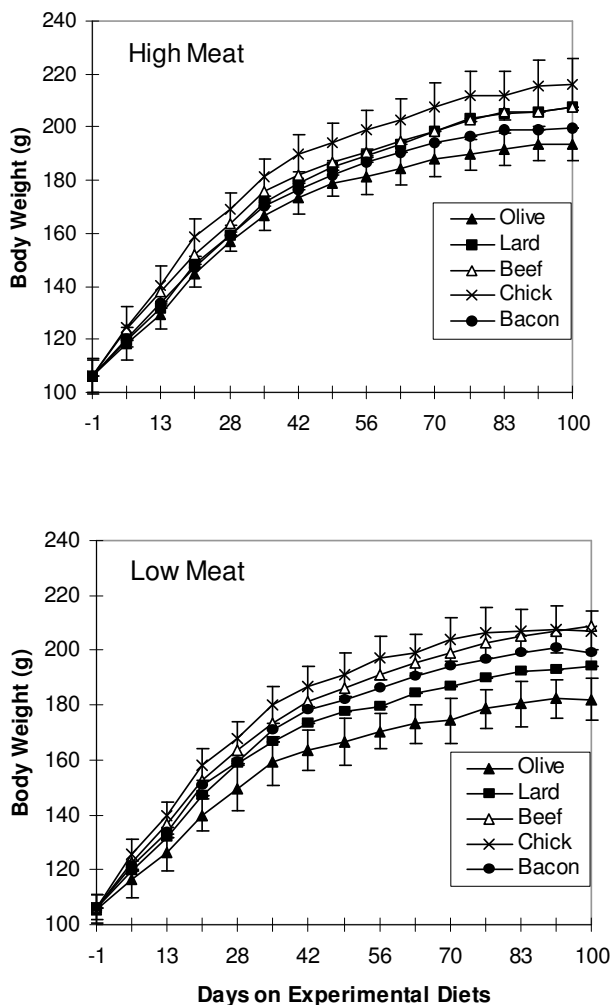 240
High Meat
220
200
180
160
140
120
100
Body Weight (g)
Olive
Lard
Beef
Chick
Bacon
-1 13 28 42 56 70 83 100
240
Low Meat
220
200
180
160
140
120
100
Body Weight (g)
Olive
Lard
Beef
Chick
Bacon
-1 13 28 42 56 70 83 100
Days on Experimental Diets